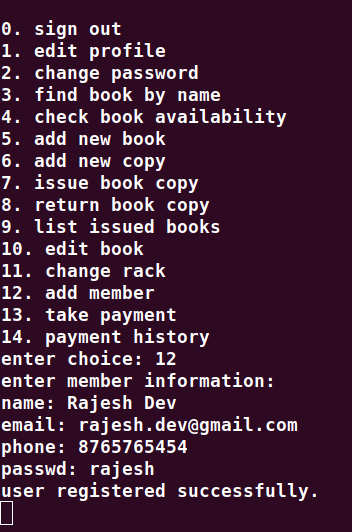 0. sign out
1. edit profile
2. change password
3. find book by name
4. check book availability
5. add new book
6. add new copy
7. issue book copy
8. return book copy
9. list issued books
10. edit book
11. change rack
12. add member
13. take payment
14. payment history
enter choice: 12
enter member information:
name: Rajesh Dev
email: rajesh.dev@gmail.com
phone: 8765765454
passwd: rajesh
user registered successfully.